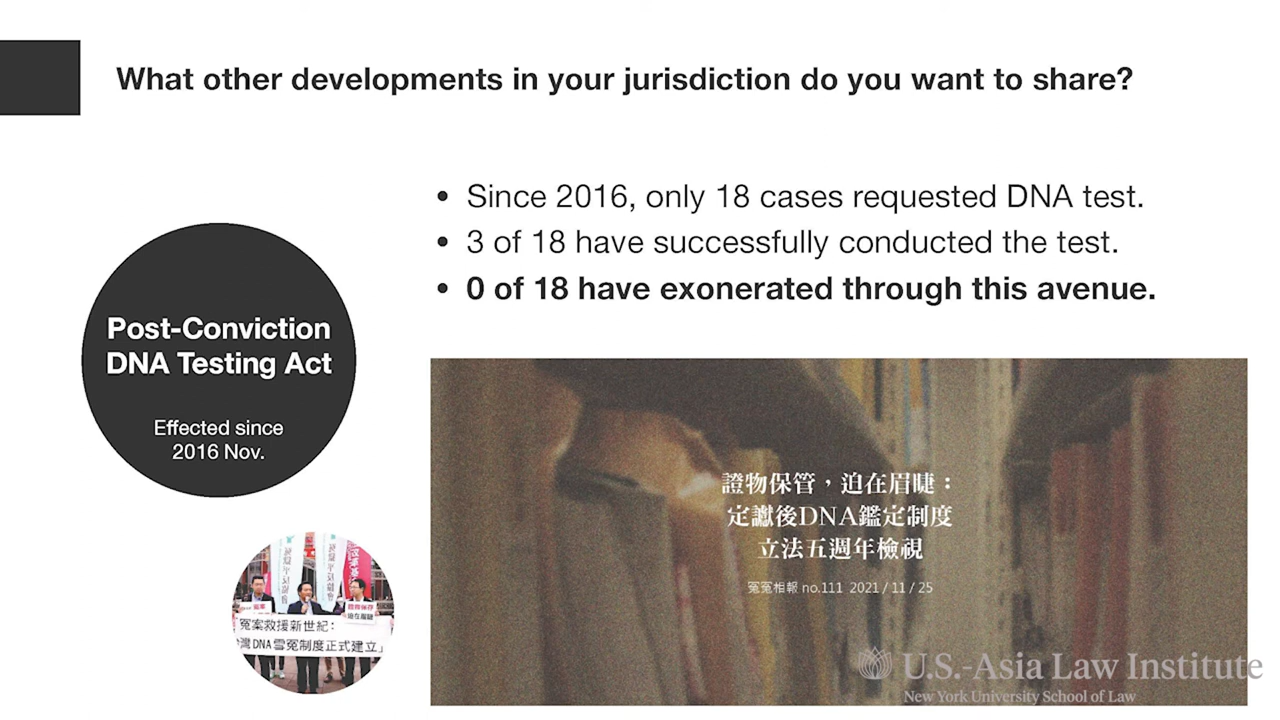 What other developments in your jurisdiction do you want to share?
• Since 2016, only 18 cases requested DNA test.
• 3 of 18 have successfully conducted the test.
• 0 of 18 have exonerated through this avenue.
Post-Conviction
DNA Testing Act
Effected since
2016 Nov.
證物保管，迫在眉睫：
定讞後DNA鑑定制度
立法五週年檢視
冤冤相報 no.111 2021 / 11 / 25
冤案救援新世紀：
灣DNA雪冤制度正式建立」
U.S.-Asia Law Institute
New York University School of Law